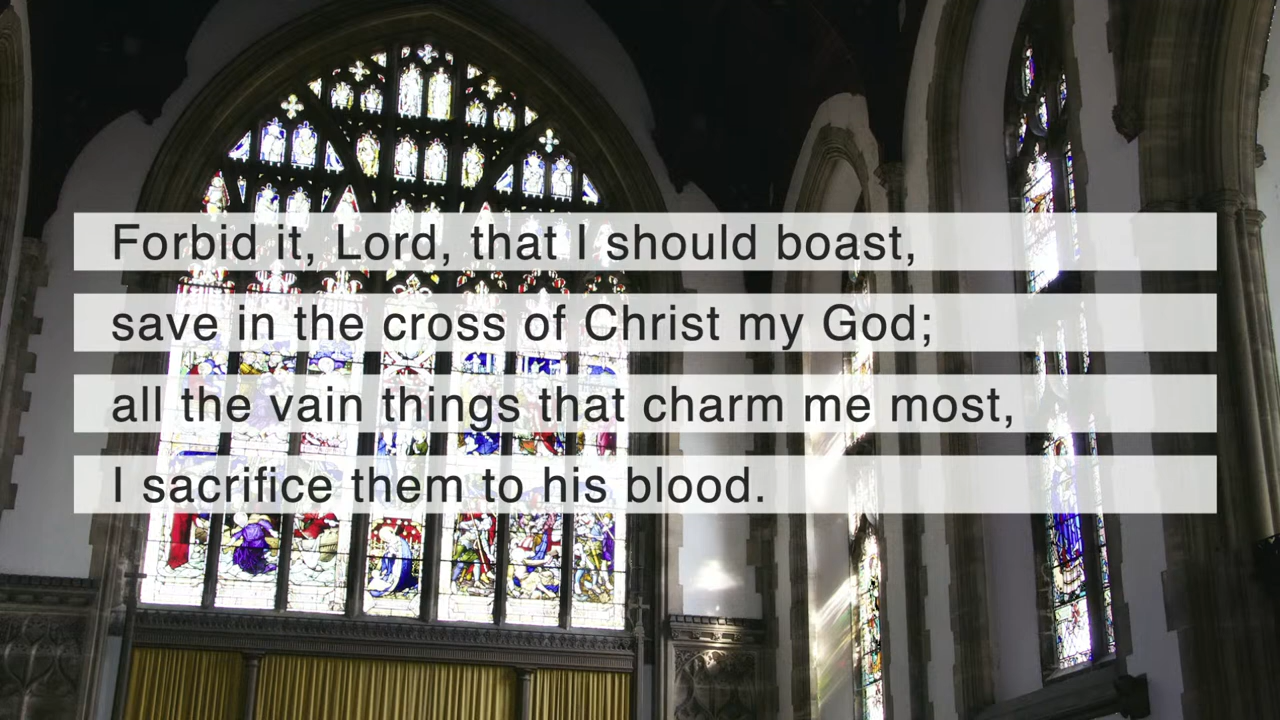 Forbid it, Lord, that I should boast,
save in the cross of Christ my God;
all the vain things that charm me most,
I sacrifice them to his blood.